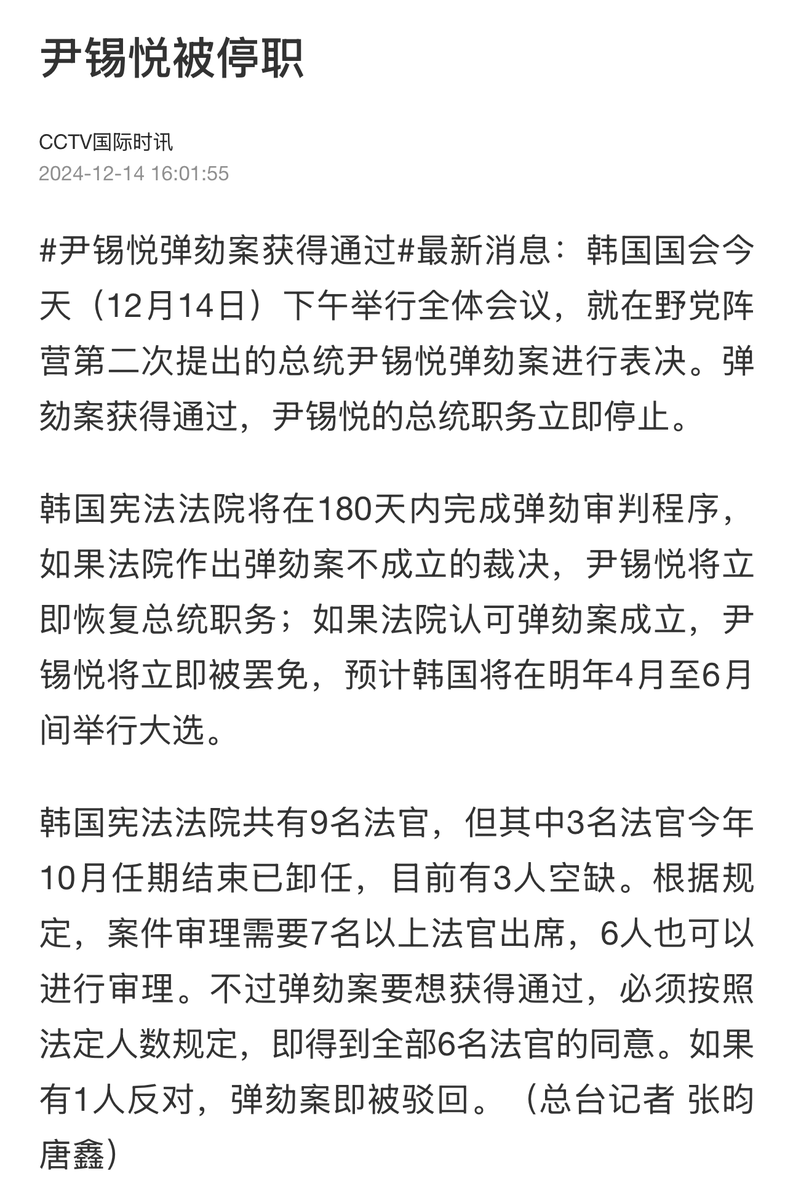 尹锡悦被停职
CCTV国际时讯
2024-12-14 16:01:55
#尹锡悦弹劾案获得通过#最新消息：韩国国会今
天（12月14日）下午举行全体会议，就在野党阵
营第二次提出的总统尹锡悦弹劾案进行表决。弹
劾案获得通过，尹锡悦的总统职务立即停止。
韩国宪法法院将在180天内完成弹劾审判程序，
如果法院作出弹劾案不成立的裁决，尹锡悦将立
即恢复总统职务；如果法院认可弹劾案成立，尹
锡悦将立即被罢免，预计韩国将在明年4月至6月
间举行大选。
韩国宪法法院共有9名法官，但其中3名法官今年
10月任期结束已卸任，目前有3人空缺。根据规
定，案件审理需要7名以上法官出席，6人也可以
进行审理。不过弹劾案要想获得通过，必须按照
法定人数规定，即得到全部6名法官的同意。如果
有1人反对，弹劾案即被驳回。（总台记者 张昀
唐鑫）